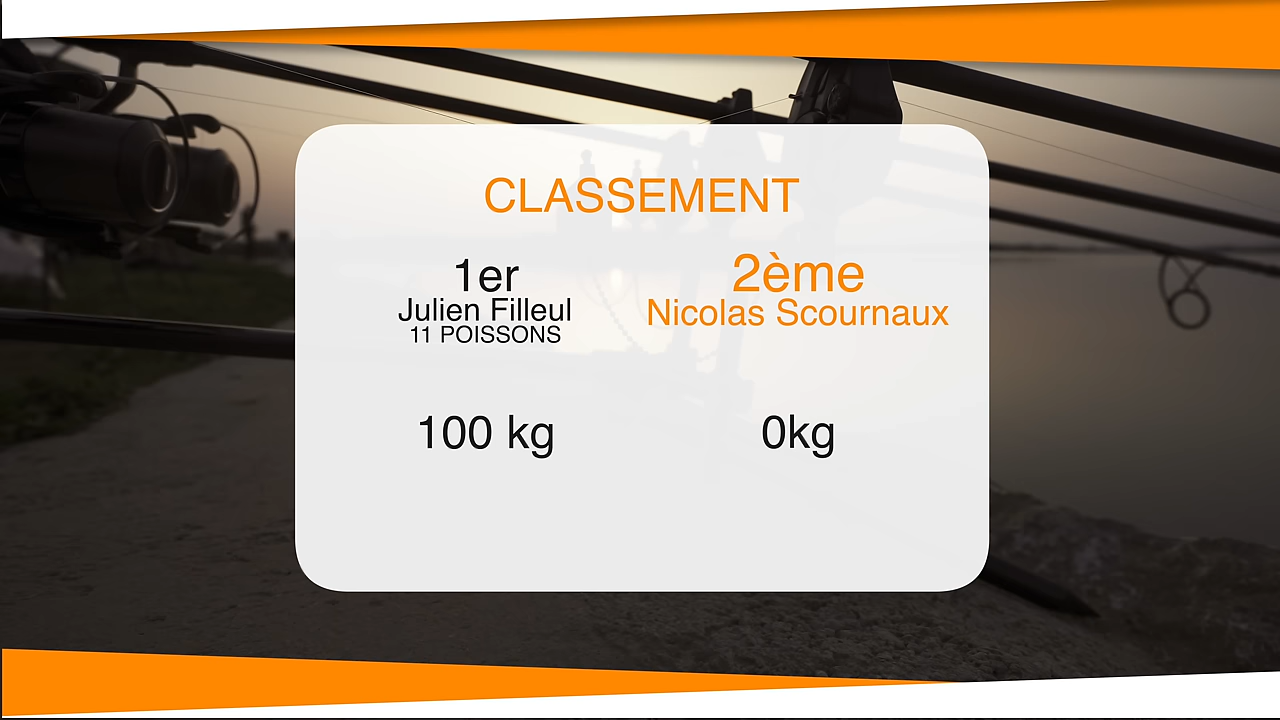 CLASSEMENT
1er
Julien Filleul
11 POISSONS
100 kg
2ème
Nicolas Scournaux
0kg